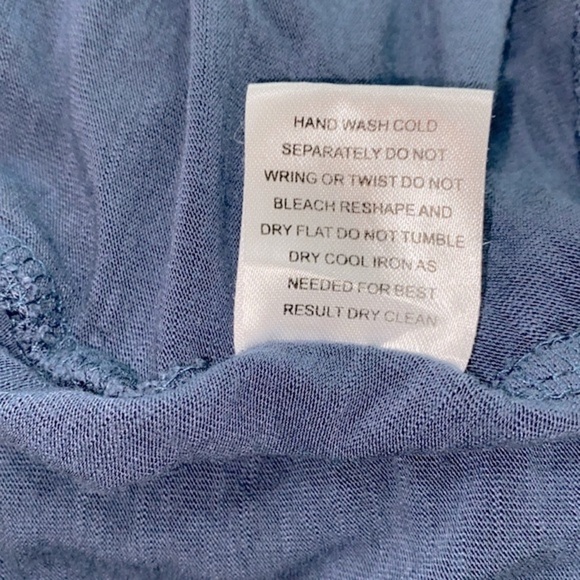 HAND WASH COLD
SEPARATELY DO NOT
WRING OR TWIST DO NOT
BLEACH RESHAPE AND
DRY FLAT DO NOT TUMBLE
DRY COOL IRON AS
NEEDED FOR BEST
RESULT DRY CLEAN